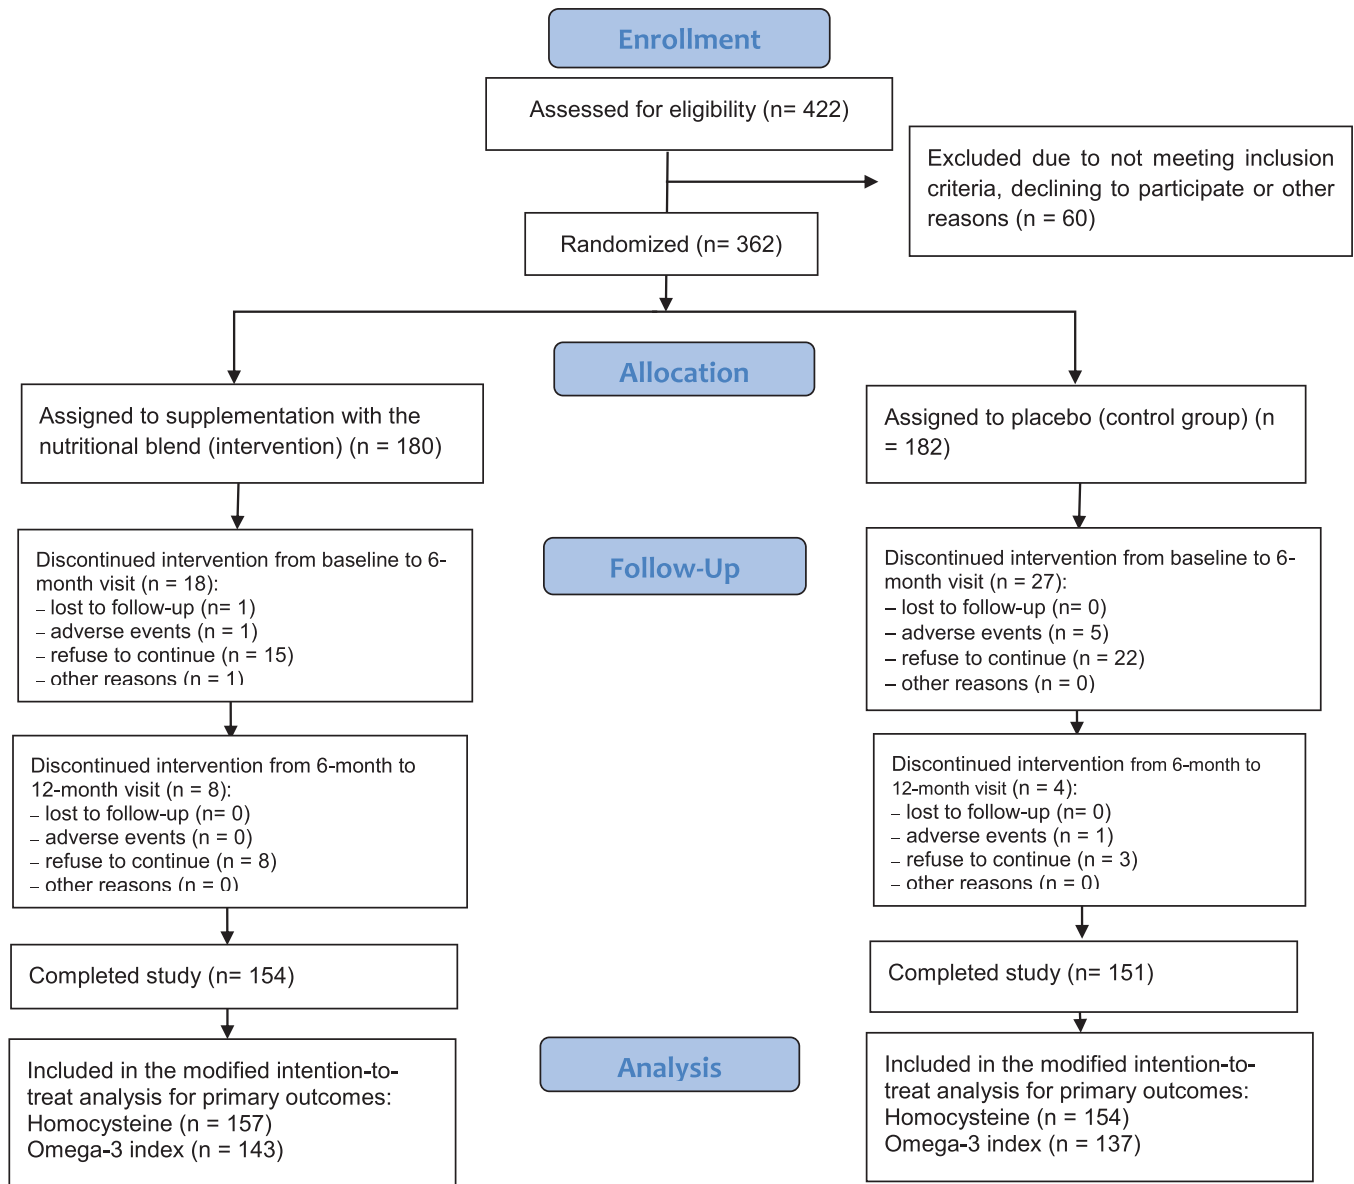 Enrollment
Assessed for eligibility (n= 422)
Excluded due to not meeting inclusion
criteria, declining to participate or other
reasons (n = 60)
Randomized (n= 362)
Allocation
Assigned to supplementation with the
nutritional blend (intervention) (n = 180)
Assigned to placebo (control group) (n
= 182)
Follow-Up
Discontinued intervention from baseline to 6-
month visit (n = 18):
– lost to follow-up (n= 1)
– adverse events (n = 1)
– refuse to continue (n = 15)
– other reasons (n = 1)
Discontinued intervention from baseline to 6-
month visit (n = 27):
– lost to follow-up (n= 0)
– adverse events (n = 5)
– refuse to continue (n = 22)
– other reasons (n = 0)
Discontinued intervention from 6-month to
12-month visit (n = 8):
– lost to follow-up (n= 0)
– adverse events (n = 0)
– refuse to continue (n = 8)
– other reasons (n = 0)
Discontinued intervention from 6-month to
12-month visit (n = 4):
– lost to follow-up (n= 0)
– adverse events (n = 1)
– refuse to continue (n = 3)
– other reasons (n = 0)
Completed study (n= 154)
Completed study (n= 151)
Analysis
Included in the modified intention-to-
treat analysis for primary outcomes:
Homocysteine (n = 157)
Omega-3 index (n = 143)
Included in the modified intention-to-
treat analysis for primary outcomes:
Homocysteine (n = 154)
Omega-3 index (n = 137)